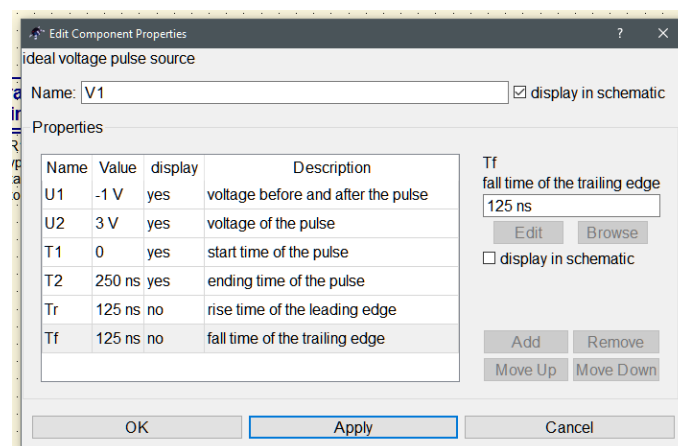 Edit Component Properties ? ×
ideal voltage pulse source
Name: V1 display in schematic
Properties
Name Value display Description
U1 -1 V yes voltage before and after the pulse
U2 3 V yes voltage of the pulse
T1 0 yes start time of the pulse
T2 250 ns yes ending time of the pulse
Tr 125 ns no rise time of the leading edge
Tf 125 ns no fall time of the trailing edge
Tf
fall time of the trailing edge
125 ns
Edit Browse
display in schematic
Add Remove
Move Up Move Down
OK Apply Cancel